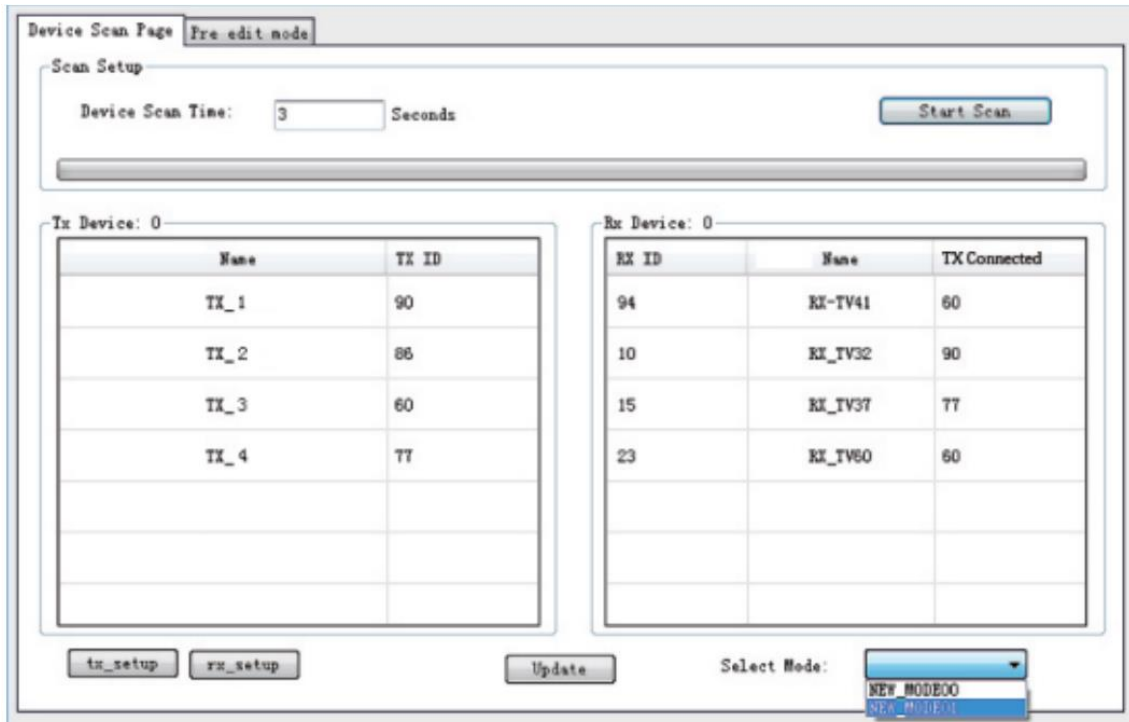 Device Scan Page Pre edit mode
Scan Setup
Device Scan Time: 3 Seconds Start Scan
Tx Device: 0
Name TX ID
TX_1 90
TX_2 86
TX_3 60
TX_4 77
Rx Device: 0
RX ID Name TX Connected
94 RX-TV41 60
10 RX_TV32 90
15 RX_TV37 77
23 RX_TV60 60
tx_setup rx_setup Update Select Mode:
NEW_MODE00
NEW_MODE01